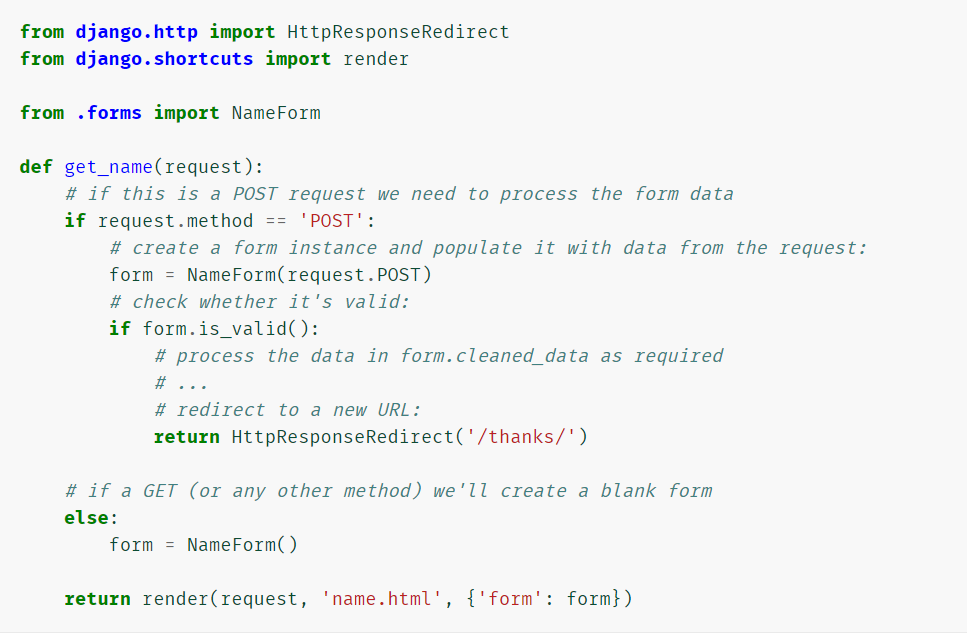 from django.http import HttpResponseRedirect
from django.shortcuts import render

from .forms import NameForm

def get_name(request):
    # if this is a POST request we need to process the form data
    if request.method == 'POST':
        # create a form instance and populate it with data from the request:
        form = NameForm(request.POST)
        # check whether it's valid:
        if form.is_valid():
            # process the data in form.cleaned_data as required
            # ...
            # redirect to a new URL:
            return HttpResponseRedirect('/thanks/')

    # if a GET (or any other method) we'll create a blank form
    else:
        form = NameForm()

    return render(request, 'name.html', {'form': form})